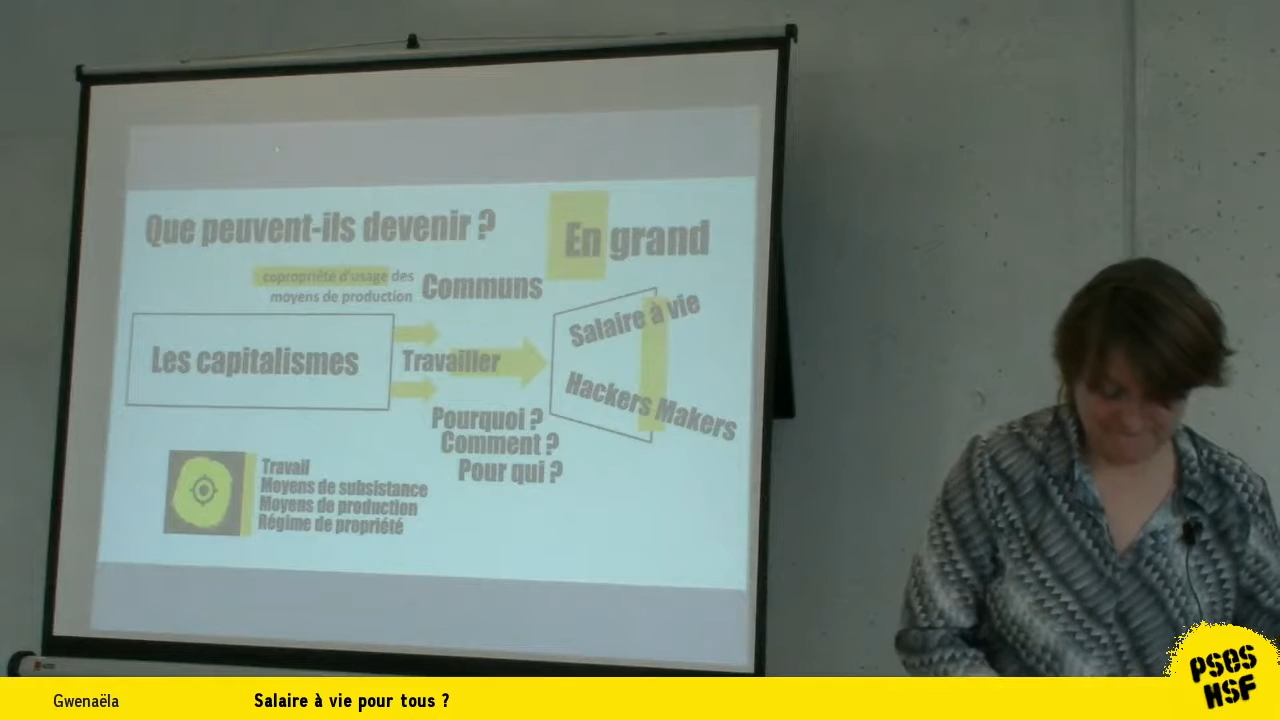 Que peuvent-ils devenir ?
En grand
copropriété d'usage des
moyens de production
Communs
Les capitalismes
Travailler
Salaire à vie
Hackers Makers
Pourquoi ?
Comment ?
Pour qui ?
Travail
Moyens de subsistance
Moyens de production
Régime de propriété
Gwenaëla
Salaire à vie pour tous ?
PSES
HSF